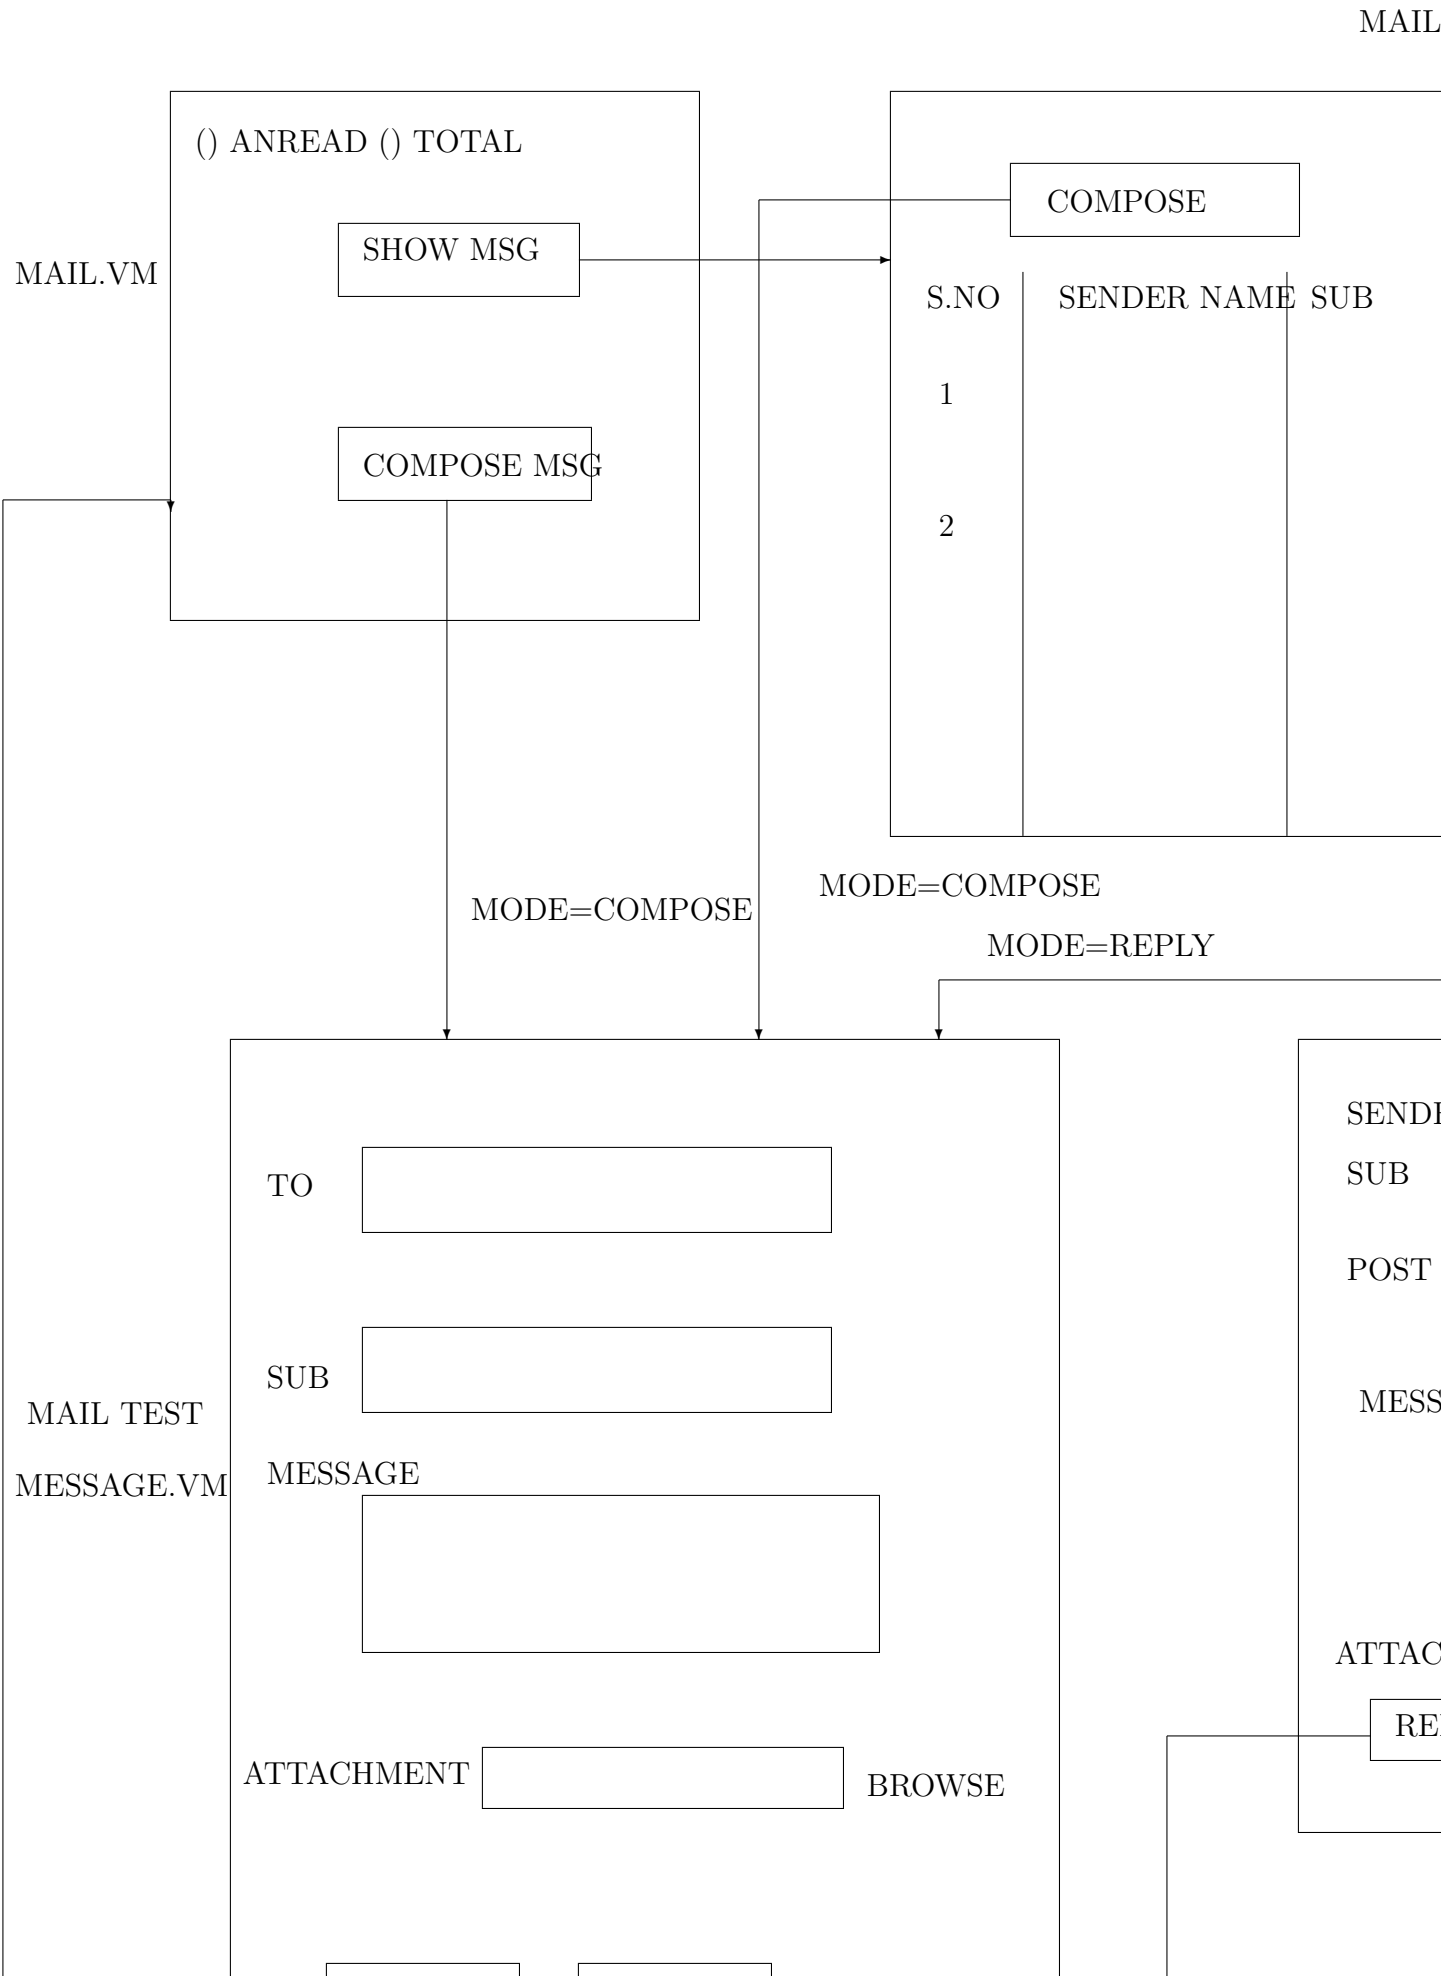 MAIL
() ANREAD () TOTAL
SHOW MSG
MAIL.VM
COMPOSE MSG
COMPOSE
S.NO SENDER NAME SUB
1
2
MODE=COMPOSE
MODE=COMPOSE
MODE=REPLY
TO
SUB
MAIL TEST
MESSAGE.VM
MESSAGE
ATTACHMENT
BROWSE
SUB
POST